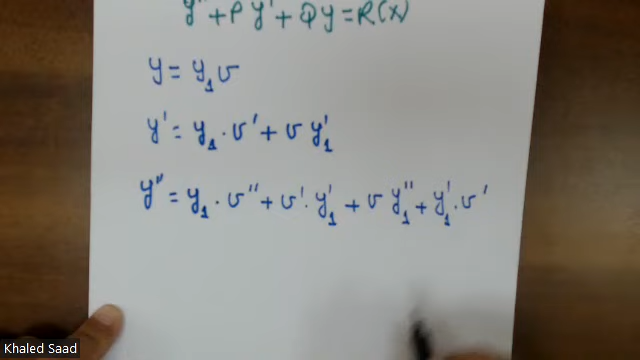 y'' + P y' + Q y = R(x)
y = y₁ v
y' = y₁ . v' + v y₁'
y'' = y₁ . v'' + v' . y₁' + v y₁'' + y₁' . v'
Khaled Saad